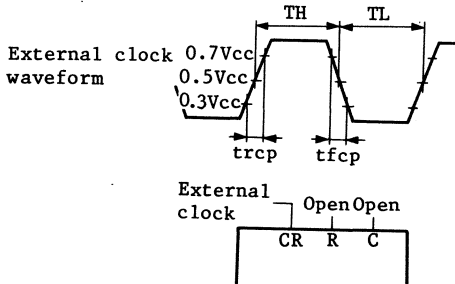 TH TL
External clock 0.7Vcc
waveform 0.5Vcc
0.3Vcc
trcp tfcp
External
clock
Open Open
CR R C